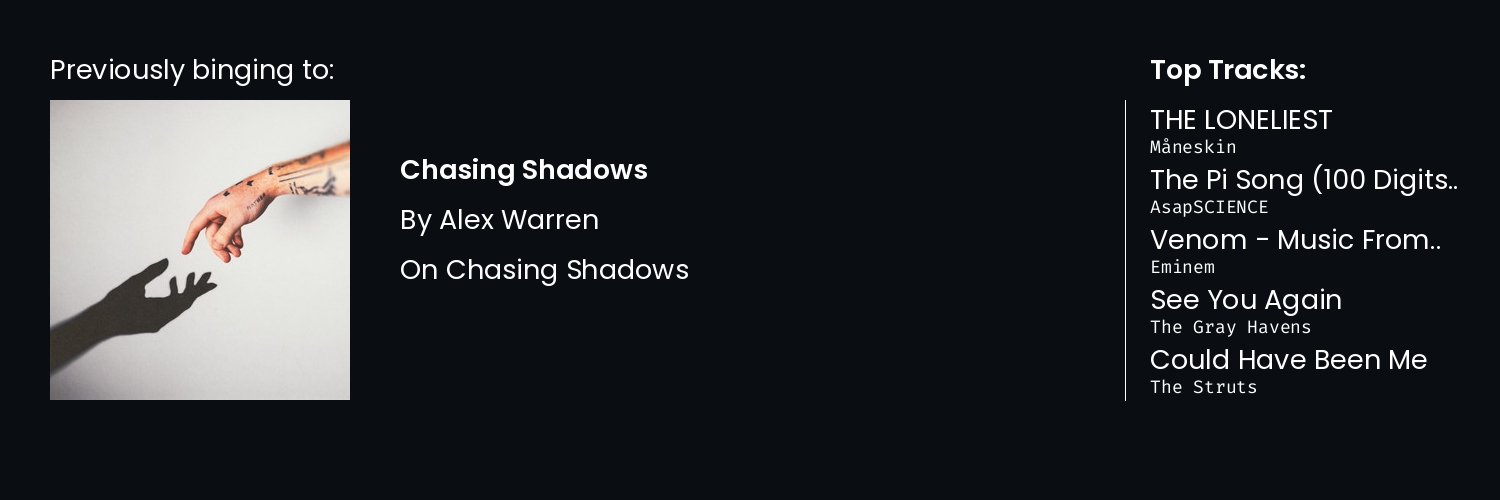 Previously binging to:
Chasing Shadows
By Alex Warren
On Chasing Shadows
Top Tracks:
THE LONELIEST
Måneskin
The Pi Song (100 Digits..
AsapSCIENCE
Venom - Music From..
Eminem
See You Again
The Gray Havens
Could Have Been Me
The Struts